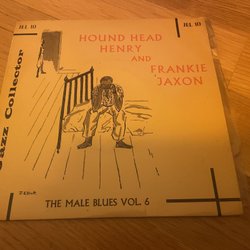 JEL 10
JEL 10
HOUND HEAD
HENRY
AND
FRANKIE
JAXON
Jazz Collector
THE MALE BLUES VOL. 6